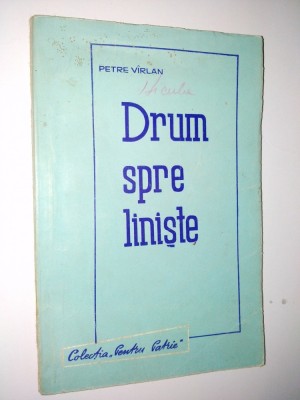 PETRE VÎRLAN
Drum
spre
liniște
Colecția „Pentru Patrie"